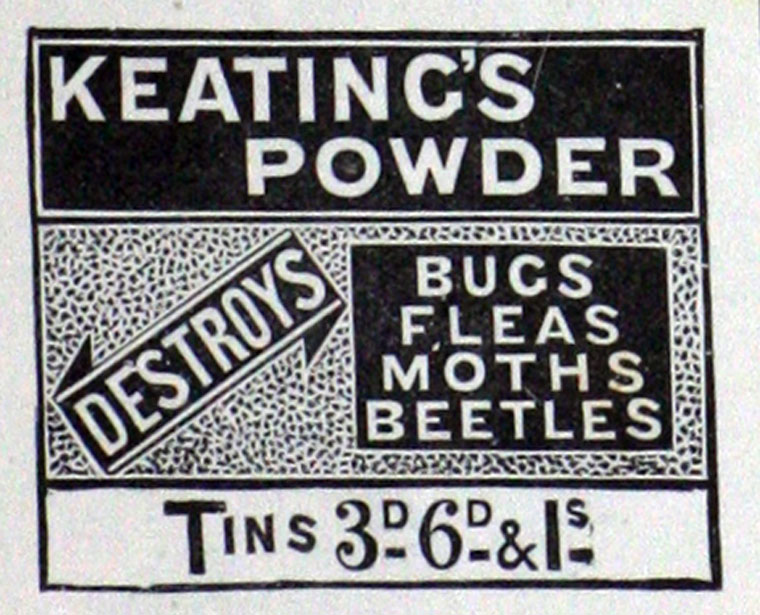 KEATING'S
POWDER
DESTROYS
BUGS
FLEAS
MOTHS
BEETLES
TINS 3D 6D & 1S